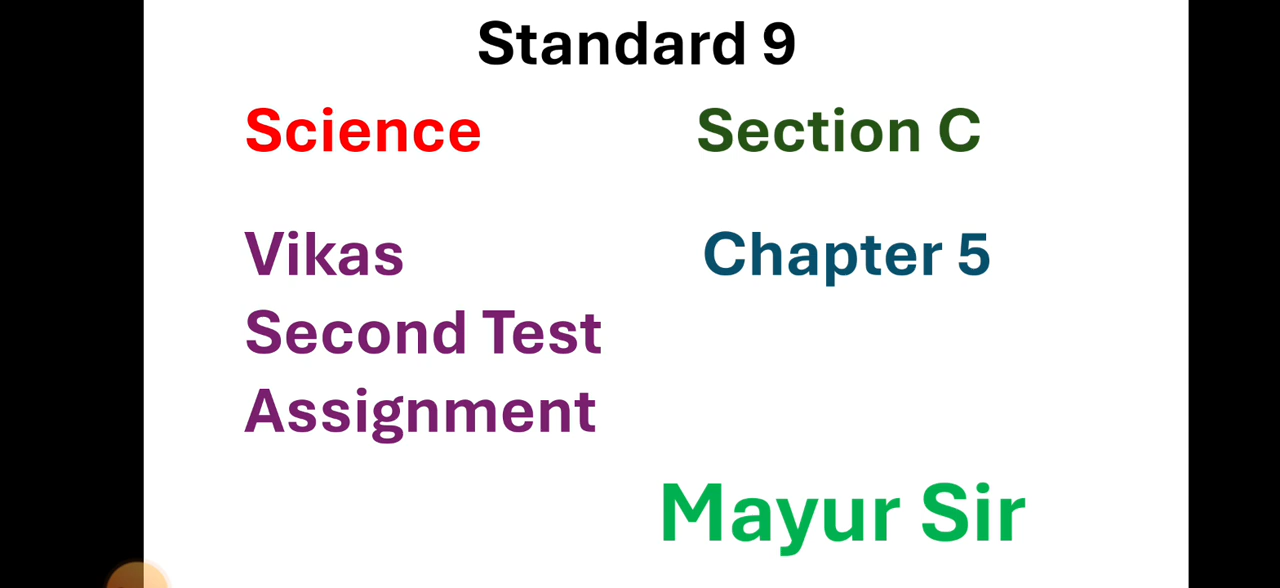 Standard 9
Science Section C
Vikas Chapter 5
Second Test
Assignment
Mayur Sir